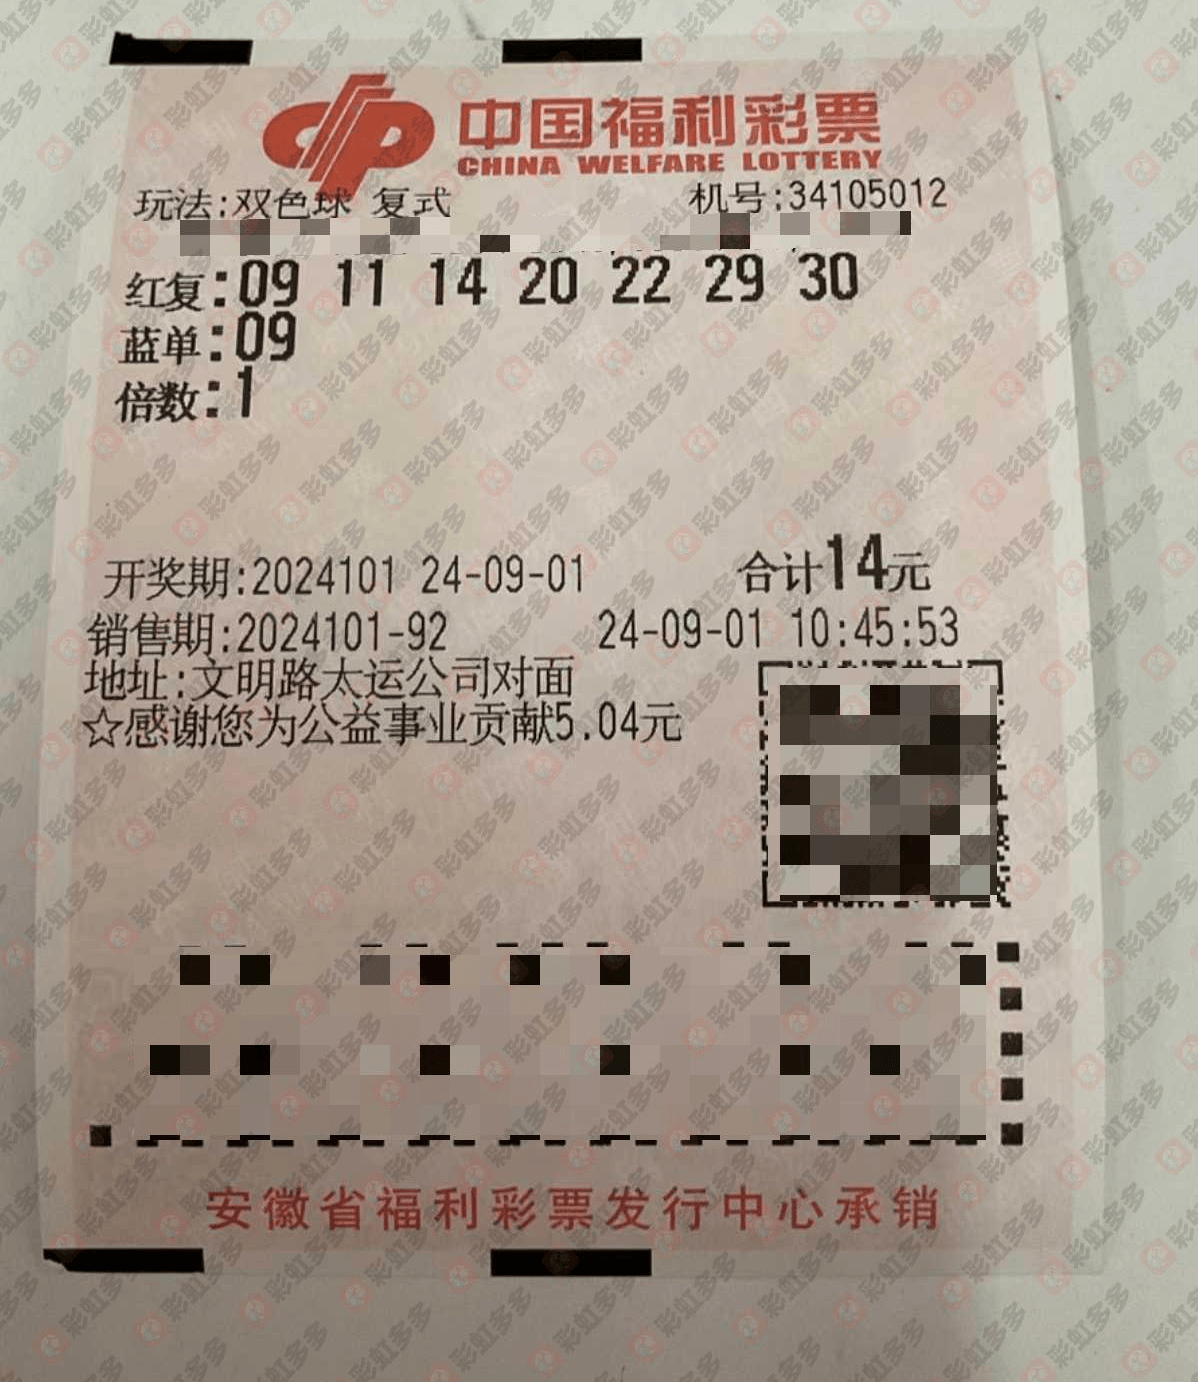 中国福利彩票
CHINA WELFARE LOTTERY
玩法:双色球 复式 机号:34105012
红复:09 11 14 20 22 29 30
蓝单:09
倍数:1
开奖期:2024101 24-09-01 合计14元
销售期:2024101-92 24-09-01 10:45:53
地址:文明路太运公司对面
☆感谢您为公益事业贡献5.04元
安徽省福利彩票发行中心承销
彩虹多多